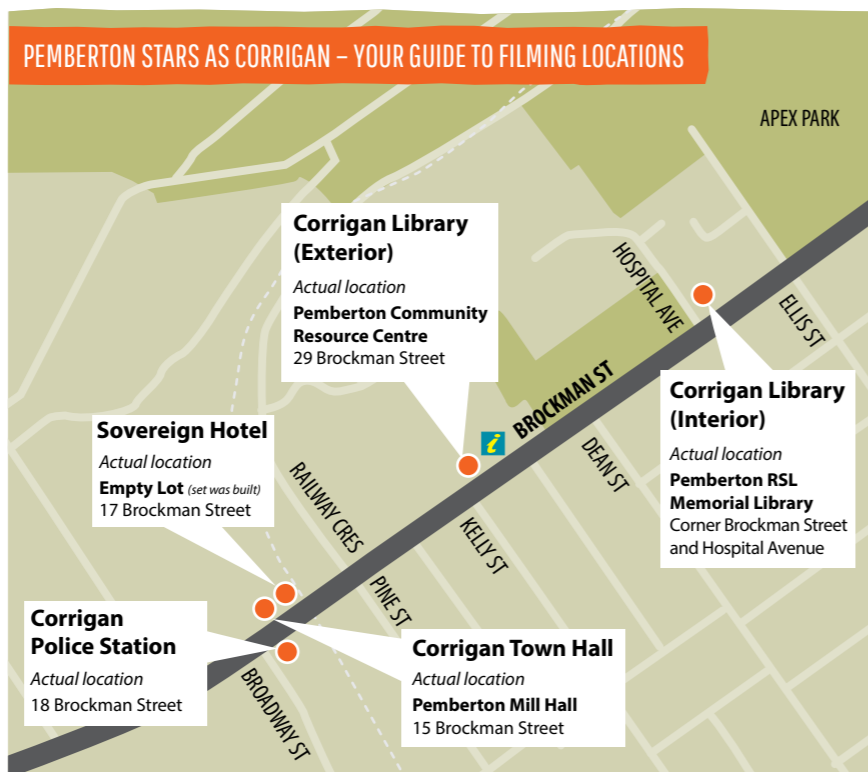 PEMBERTON STARS AS CORRIGAN – YOUR GUIDE TO FILMING LOCATIONS
APEX PARK
Corrigan Library
(Exterior)
Actual location
Pemberton Community
Resource Centre
29 Brockman Street
HOSPITAL AVE
ELLIS ST
BROCKMAN ST
i
Corrigan Library
(Interior)
Actual location
Pemberton RSL
Memorial Library
Corner Brockman Street
and Hospital Avenue
DEAN ST
Sovereign Hotel
Actual location
Empty Lot (set was built)
17 Brockman Street
RAILWAY CRES
KELLY ST
PINE ST
Corrigan
Police Station
Actual location
18 Brockman Street
BROADWAY ST
Corrigan Town Hall
Actual location
Pemberton Mill Hall
15 Brockman Street